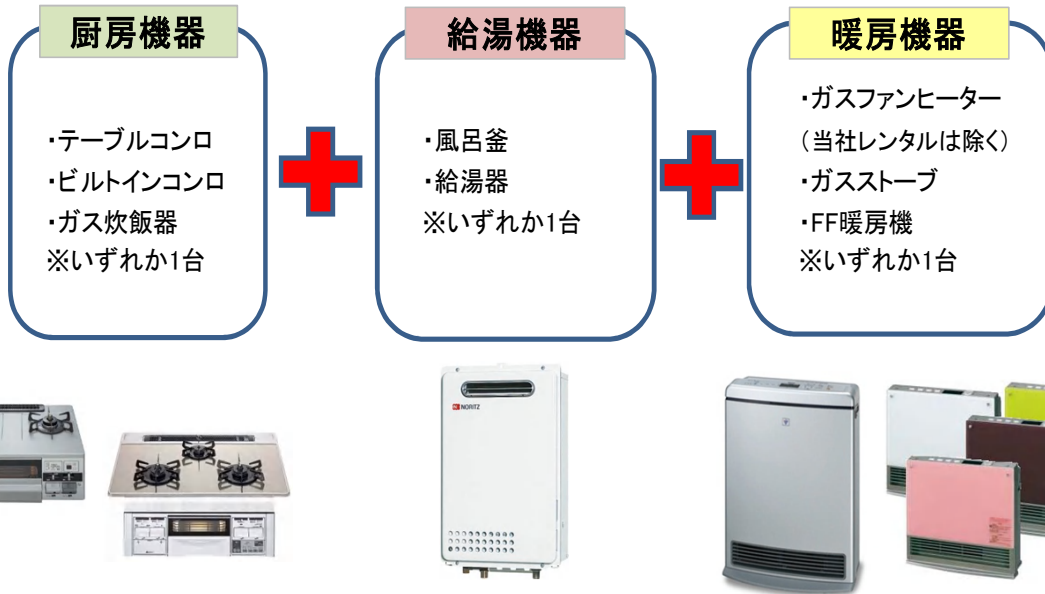 厨房機器
・テーブルコンロ
・ビルトインコンロ
・ガス炊飯器
※いずれか1台
給湯機器
・風呂釜
・給湯器
※いずれか1台
暖房機器
・ガスファンヒーター
（当社レンタルは除く）
・ガスストーブ
・FF暖房機
※いずれか1台
NORITZ